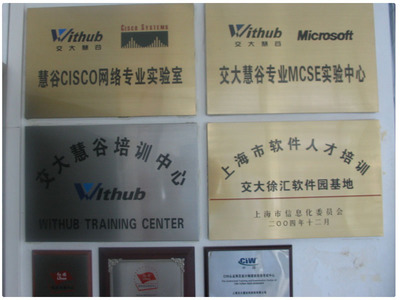 Withub
交大慧谷
CISCO SYSTEMS
慧谷CISCO网络专业实验室
Withub
交大慧谷
Microsoft
交大慧谷专业MCSE实验中心
交大慧谷培训中心
Withub
WITHUB TRAINING CENTER
上海市软件人才培训
交大徐汇软件园基地
上海市信息化委员会
二〇〇四年十二月
CIW